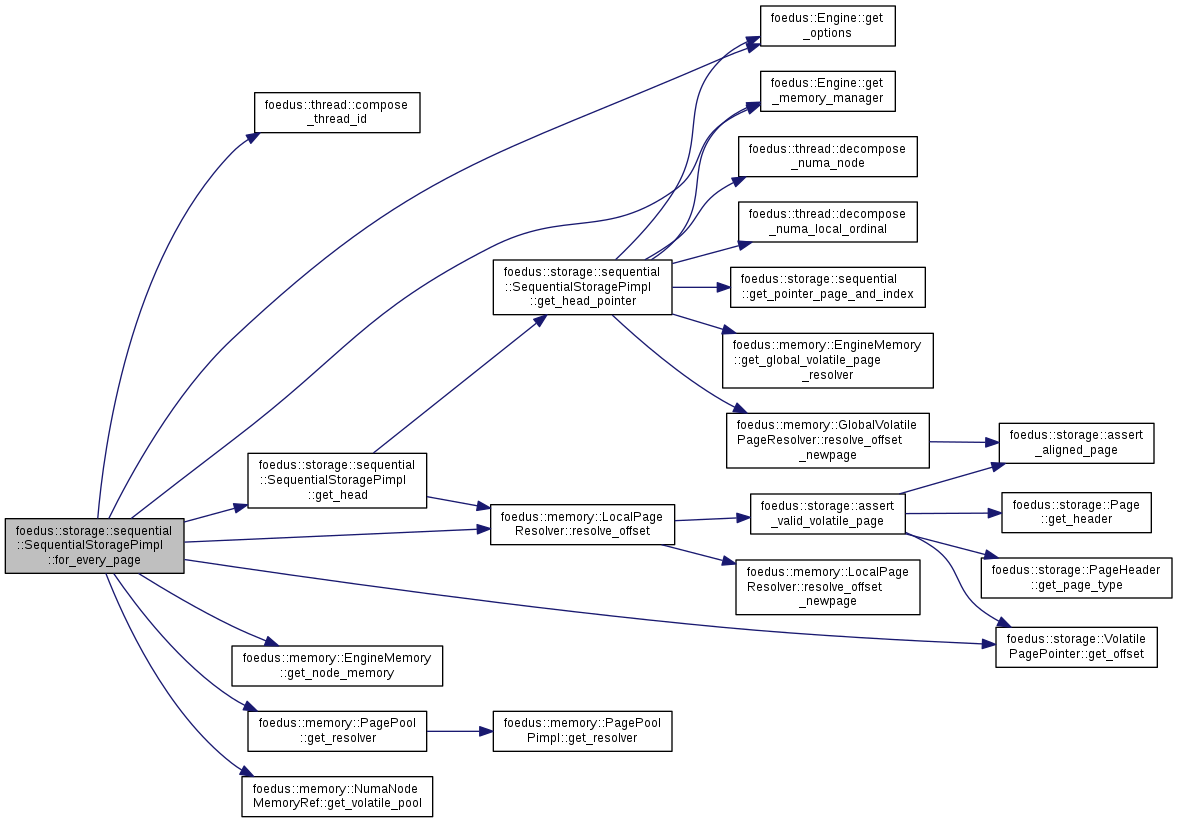 foedus::Engine::get
_options
foedus::Engine::get
_memory_manager
foedus::thread::compose
_thread_id
foedus::thread::decompose
_numa_node
foedus::thread::decompose
_numa_local_ordinal
foedus::storage::sequential
::SequentialStoragePimpl
::get_head_pointer
foedus::storage::sequential
::get_pointer_page_and_index
foedus::memory::EngineMemory
::get_global_volatile_page
_resolver
foedus::memory::GlobalVolatile
PageResolver::resolve_offset
_newpage
foedus::storage::assert
_aligned_page
foedus::storage::sequential
::SequentialStoragePimpl
::get_head
foedus::storage::sequential
::SequentialStoragePimpl
::for_every_page
foedus::memory::LocalPage
Resolver::resolve_offset
foedus::storage::assert
_valid_volatile_page
foedus::storage::Page
::get_header
foedus::memory::LocalPage
Resolver::resolve_offset
_newpage
foedus::storage::PageHeader
::get_page_type
foedus::storage::Volatile
PagePointer::get_offset
foedus::memory::EngineMemory
::get_node_memory
foedus::memory::PagePool
::get_resolver
foedus::memory::PagePool
Pimpl::get_resolver
foedus::memory::NumaNode
MemoryRef::get_volatile_pool